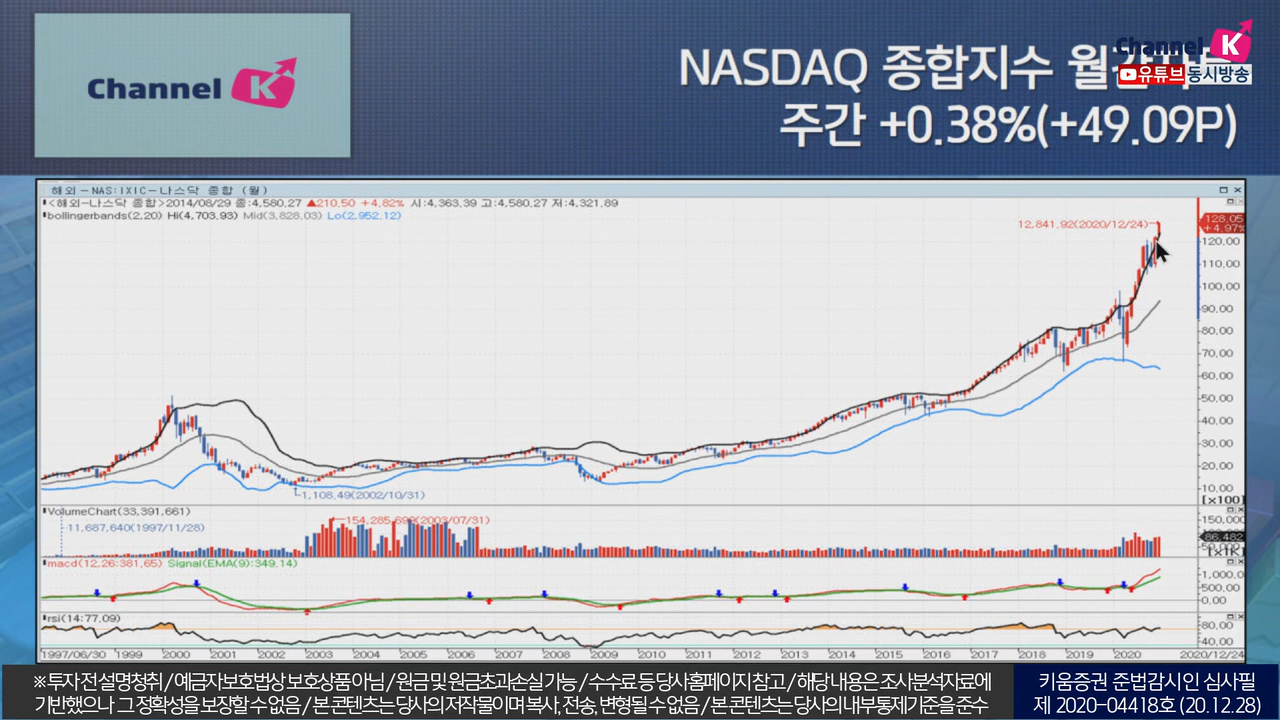 Channel K
NASDAQ 종합지수
주간 +0.38%(+49.09P)
Channel K
유튜브 동시방송
해외-NAS:IXIC-나스닥 종합 (월)
<해외-나스닥 종합>2014/08/29 종:4,580.27 ▲210.50 +4.82% 시:4,363.39 고:4,580.27 저:4,321.89
bollingerbands(2,20) Hi(4,703.93) Mid(3,828.03) Lo(2,952.12)
12,841.92(2020/12/24)
128.05
+4.97%
120.00
110.00
100.00
90.00
80.00
70.00
60.00
50.00
40.00
30.00
20.00
10.00
1,108.49(2002/10/31)
[x100]
VolumeChart(33,391,661)
154,285,692(2003/07/31)
150,000
11,687,640(1997/11/28)
86,482
[x1K]
macd(12,26:381.65) Signal(EMA(9):349.14)
1,000.0
500.00
0.00
rsi(14:77.09)
80.00
40.00
1997/06/30 1999 2000 2001 2002 2003 2004 2005 2006 2007 2008 2009 2010 2011 2012 2013 2014 2015 2016 2017 2018 2019 2020 2020/12/24
※ 투자 전 설명청취 / 예금자보호법상 보호상품 아님 / 원금 및 원금초과손실 가능 / 수수료 등 당사홈페이지 참고 / 해당 내용은 조사분석자료에
기반했으나 그 정확성을 보장할 수 없음 / 본 콘텐츠는 당사의 저작물이며 복사, 전송, 변형될 수 없음 / 본 콘텐츠는 당사의 내부통제기준을 준수
키움증권 준법감시인 심사필
제 2020-04418호 (20.12.28)